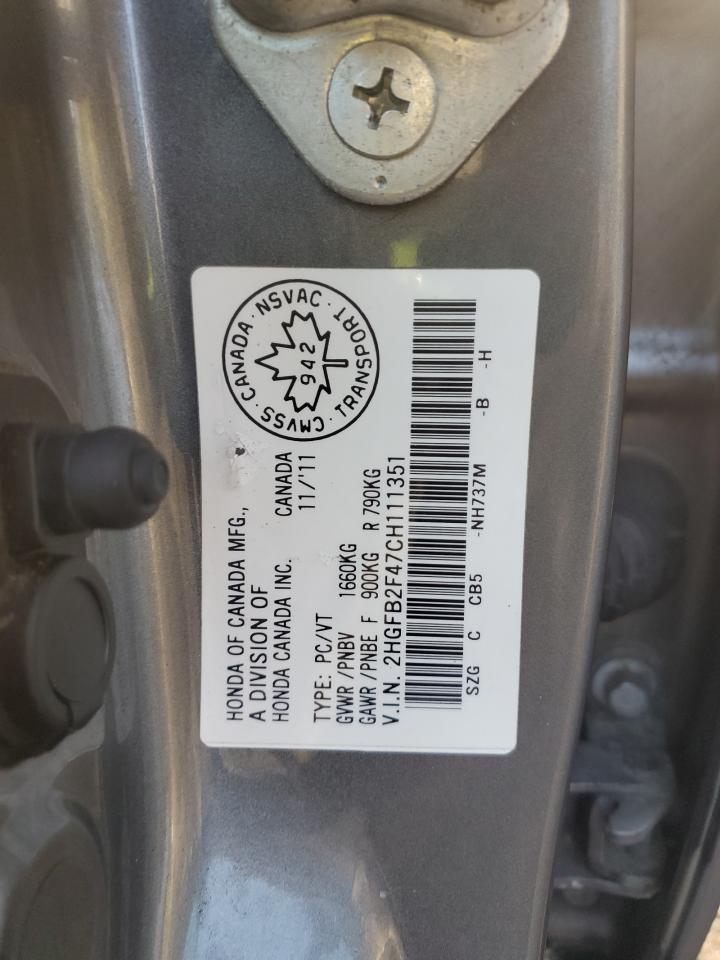 HONDA OF CANADA MFG.,
A DIVISION OF
HONDA CANADA INC. CANADA
11/'11
TYPE: PC/VT
GVWR/PNBV 1660KG
GAWR/PNBE F 900KG R 790KG
V.I.N. 2HGFB2F47CH111351
SZG C CB5 -NH737M -B -H
CMVSS · CANADA · NSVAC · TRANSPORT ·
942